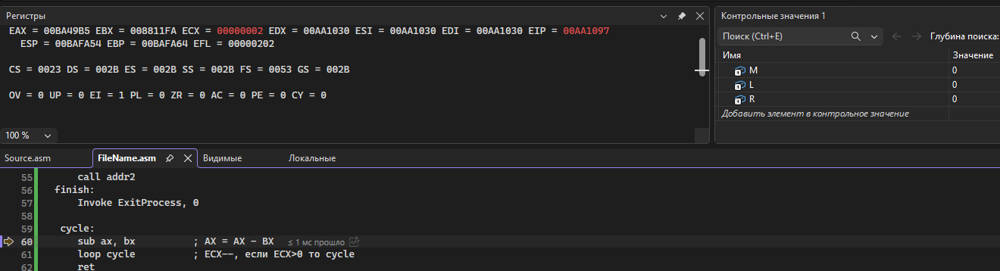 Регистры
EAX = 00BA49B5 EBX = 008811FA ECX = 00000002 EDX = 00AA1030 ESI = 00AA1030 EDI = 00AA1030 EIP = 00AA1097
ESP = 00BAFA54 EBP = 00BAFA64 EFL = 00000202
CS = 0023 DS = 002B ES = 002B SS = 002B FS = 0053 GS = 002B
OV = 0 UP = 0 EI = 1 PL = 0 ZR = 0 AC = 0 PE = 0 CY = 0
100 %
Контрольные значения 1
Поиск (Ctrl+E) Глубина поиска:
Имя Значение
M 0
L 0
R 0
Добавить элемент в контрольное значение
Source.asm FileName.asm Видимые Локальные
55 call addr2
56 finish:
57 Invoke ExitProcess, 0
58
59 cycle:
60 sub ax, bx ; AX = AX - BX ≤ 1 мс прошло
61 loop cycle ; ECX--, если ECX>0 то cycle
62 ret